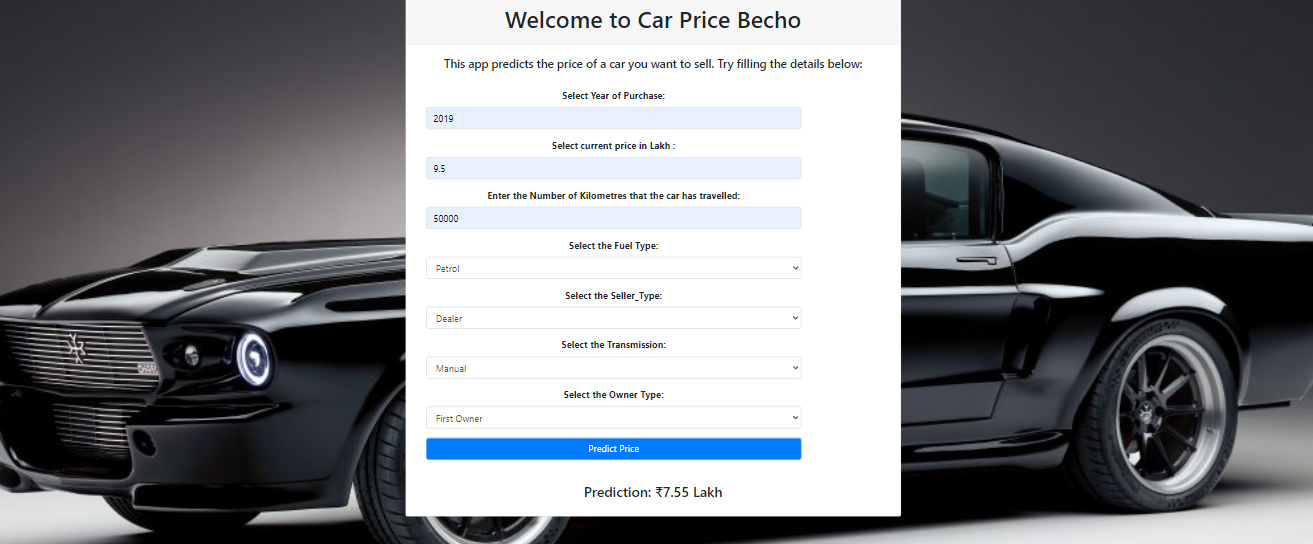 Welcome to Car Price Becho
This app predicts the price of a car you want to sell. Try filling the details below:
Select Year of Purchase:
2019
Select current price in Lakh :
9.5
Enter the Number of Kilometres that the car has travelled:
50000
Select the Fuel Type:
Petrol
Select the Seller_Type:
Dealer
Select the Transmission:
Manual
Select the Owner Type:
First Owner
Predict Price
Prediction: ₹7.55 Lakh